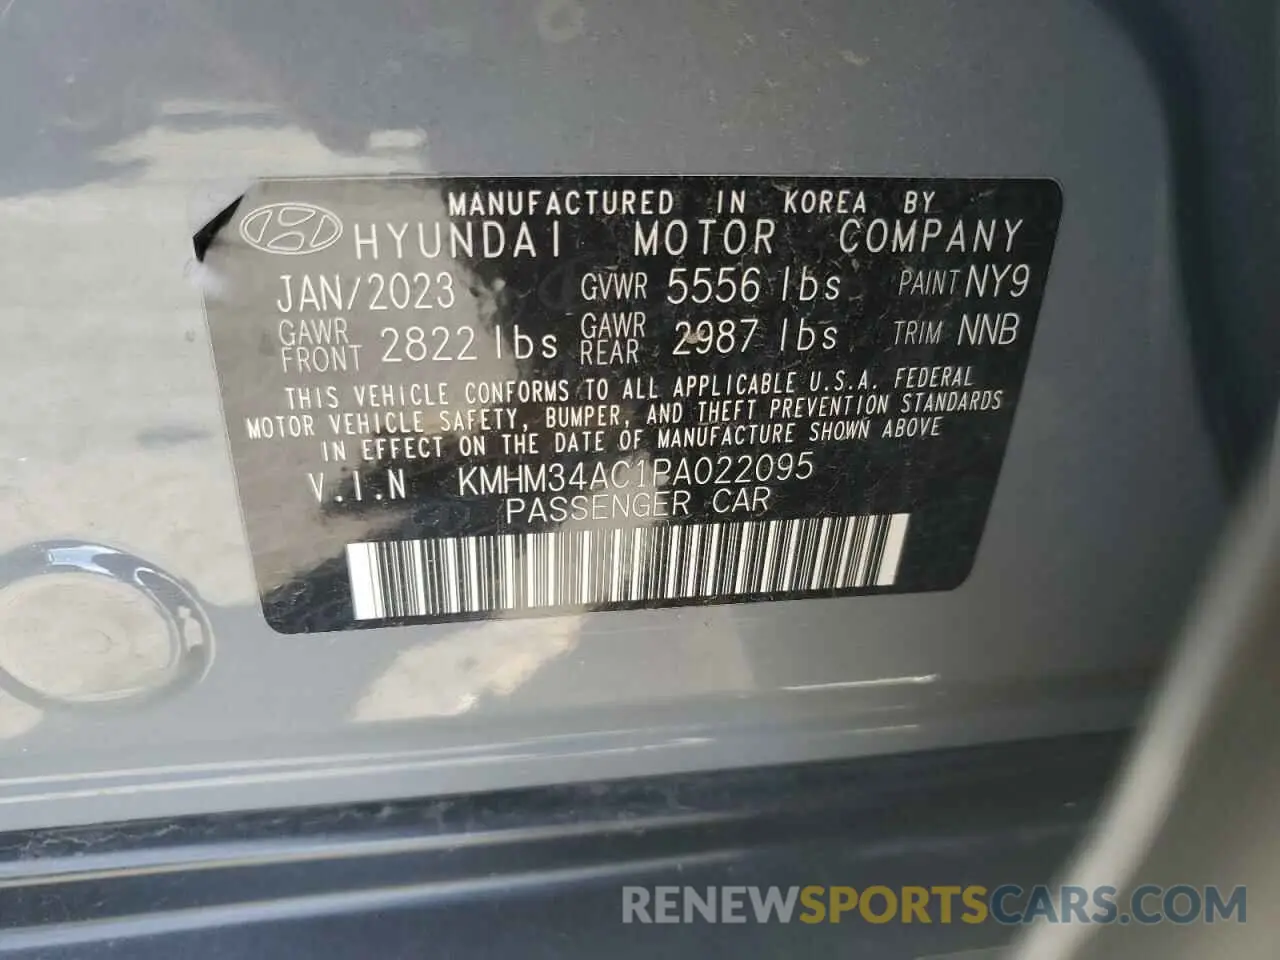 MANUFACTURED IN KOREA BY
HYUNDAI MOTOR COMPANY
JAN/2023 GVWR 5556 lbs PAINT NY9
GAWR FRONT 2822 lbs GAWR REAR 2987 lbs TRIM NNB
THIS VEHICLE CONFORMS TO ALL APPLICABLE U.S.A. FEDERAL
MOTOR VEHICLE SAFETY, BUMPER, AND THEFT PREVENTION STANDARDS
IN EFFECT ON THE DATE OF MANUFACTURE SHOWN ABOVE
V.I.N KMHM34AC1PA022095
PASSENGER CAR
RENEWSPORTSCARS.COM